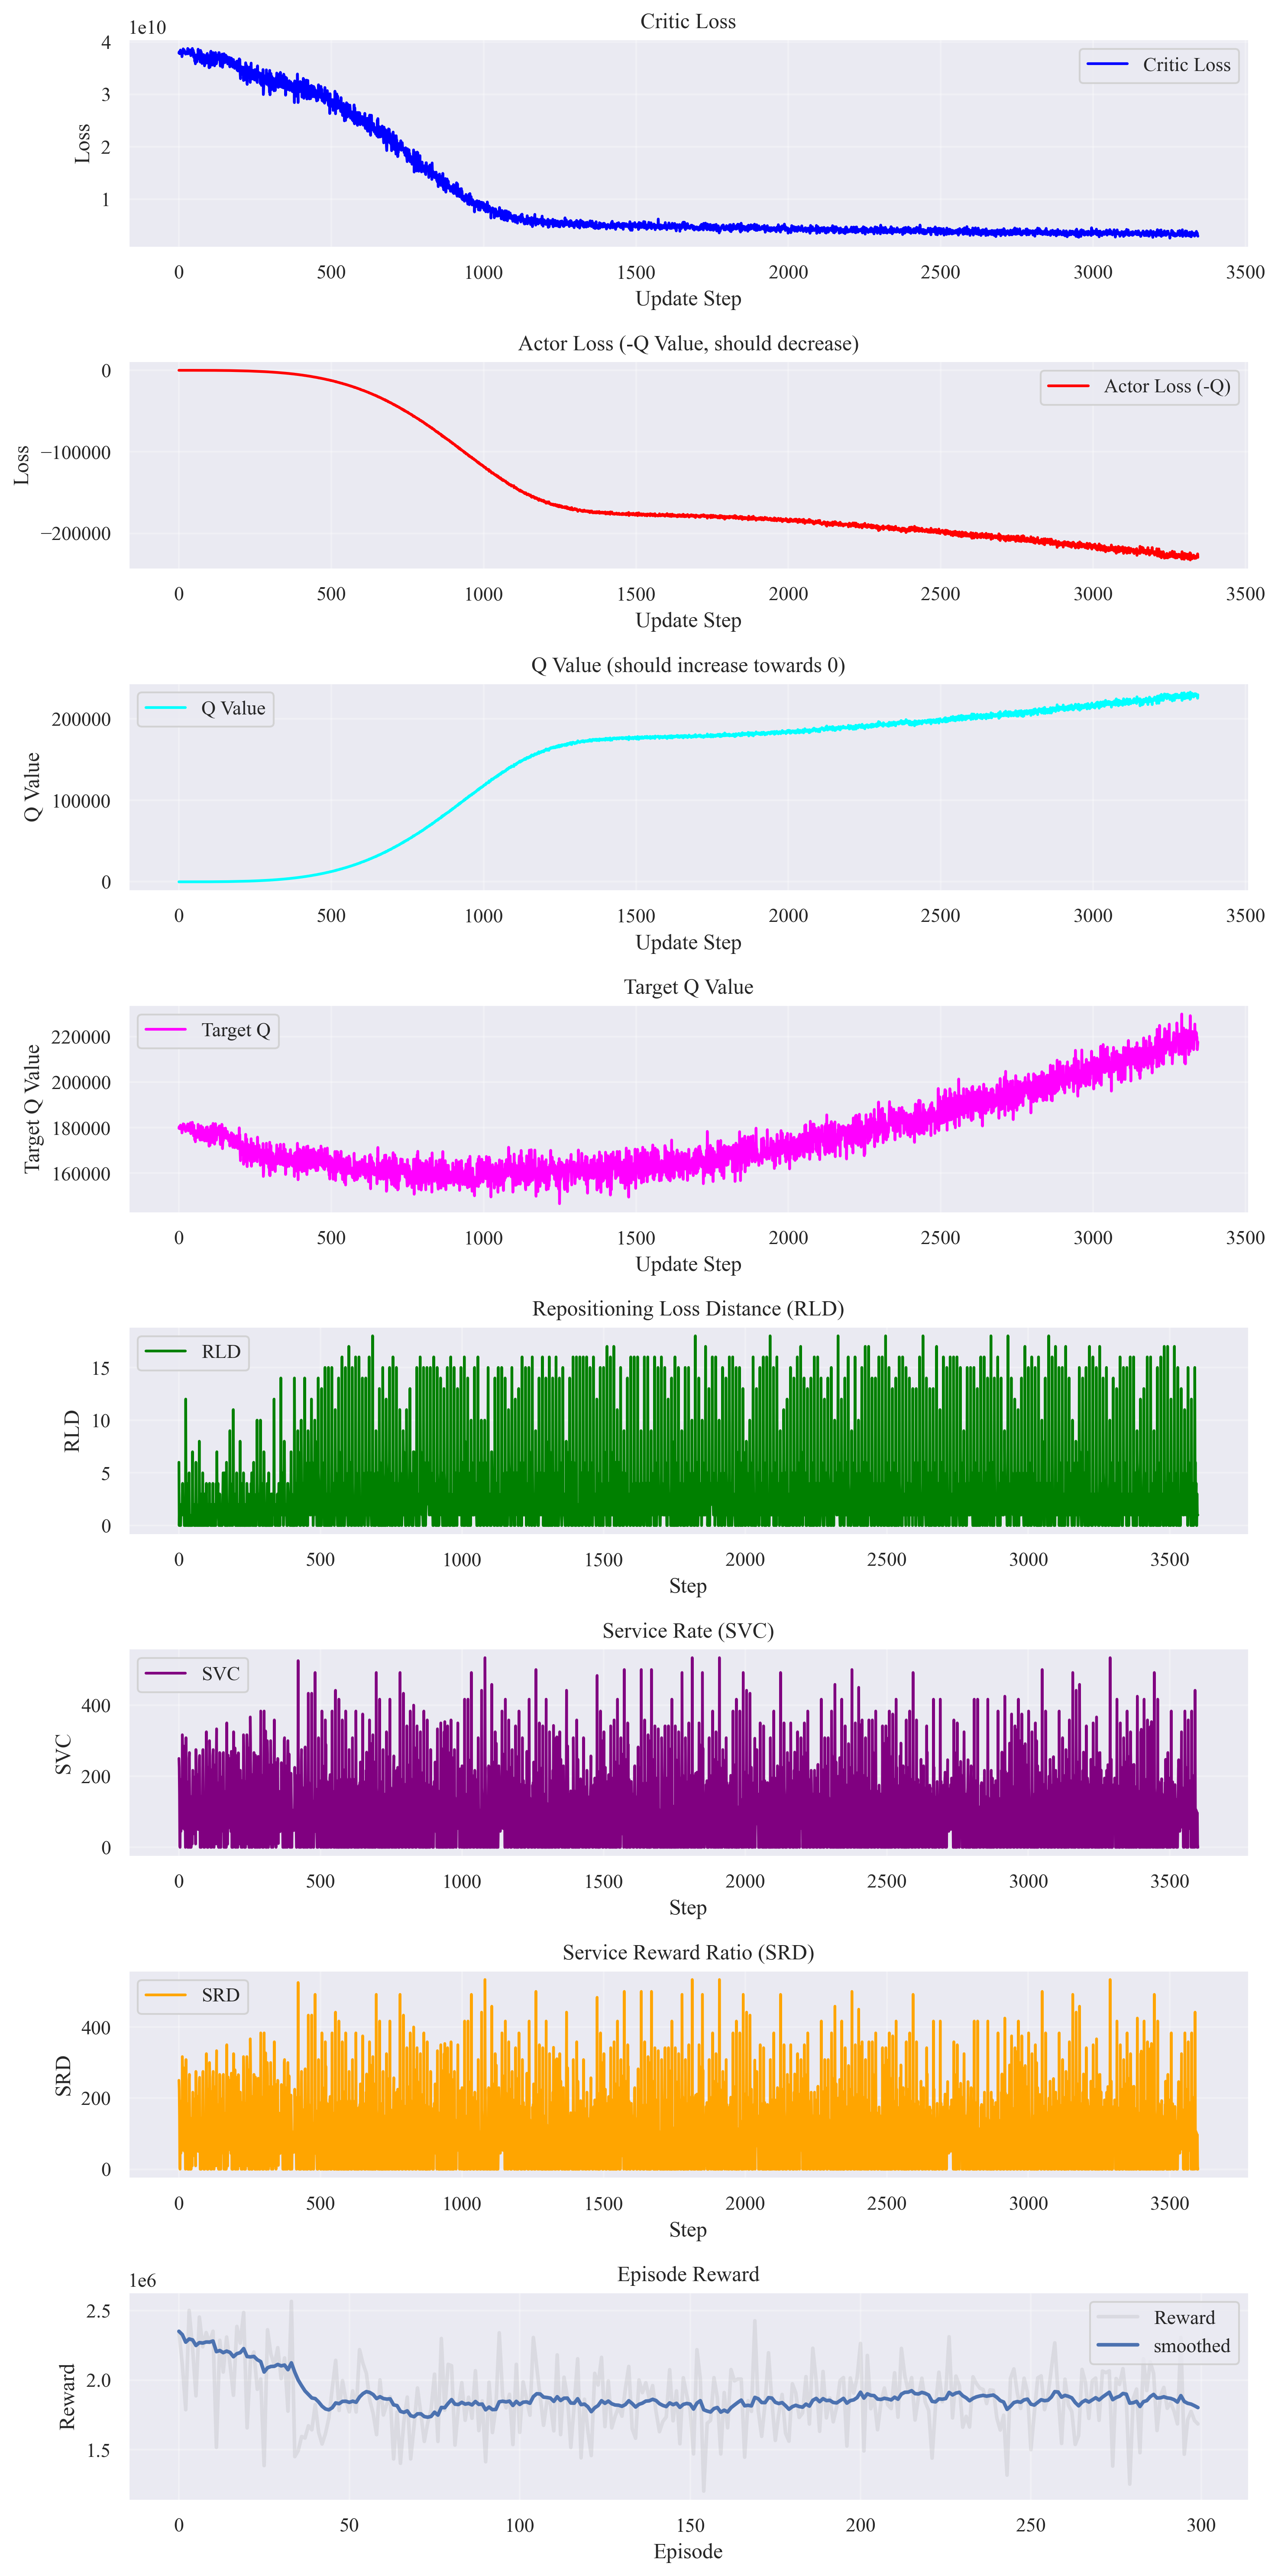 Critic Loss
1e10
4
3
2
1
Loss
Critic Loss
0 500 1000 1500 2000 2500 3000 3500
Update Step
Actor Loss (-Q Value, should decrease)
0
−100000
−200000
Loss
Actor Loss (-Q)
0 500 1000 1500 2000 2500 3000 3500
Update Step
Q Value (should increase towards 0)
200000
100000
0
Q Value
Q Value
0 500 1000 1500 2000 2500 3000 3500
Update Step
Target Q Value
220000
200000
180000
160000
Target Q Value
Target Q
0 500 1000 1500 2000 2500 3000 3500
Update Step
Repositioning Loss Distance (RLD)
15
10
5
0
RLD
RLD
0 500 1000 1500 2000 2500 3000 3500
Step
Service Rate (SVC)
400
200
0
SVC
SVC
0 500 1000 1500 2000 2500 3000 3500
Step
Service Reward Ratio (SRD)
400
200
0
SRD
SRD
0 500 1000 1500 2000 2500 3000 3500
Step
Episode Reward
1e6
2.5
2.0
1.5
Reward
Reward
smoothed
0 50 100 150 200 250 300
Episode